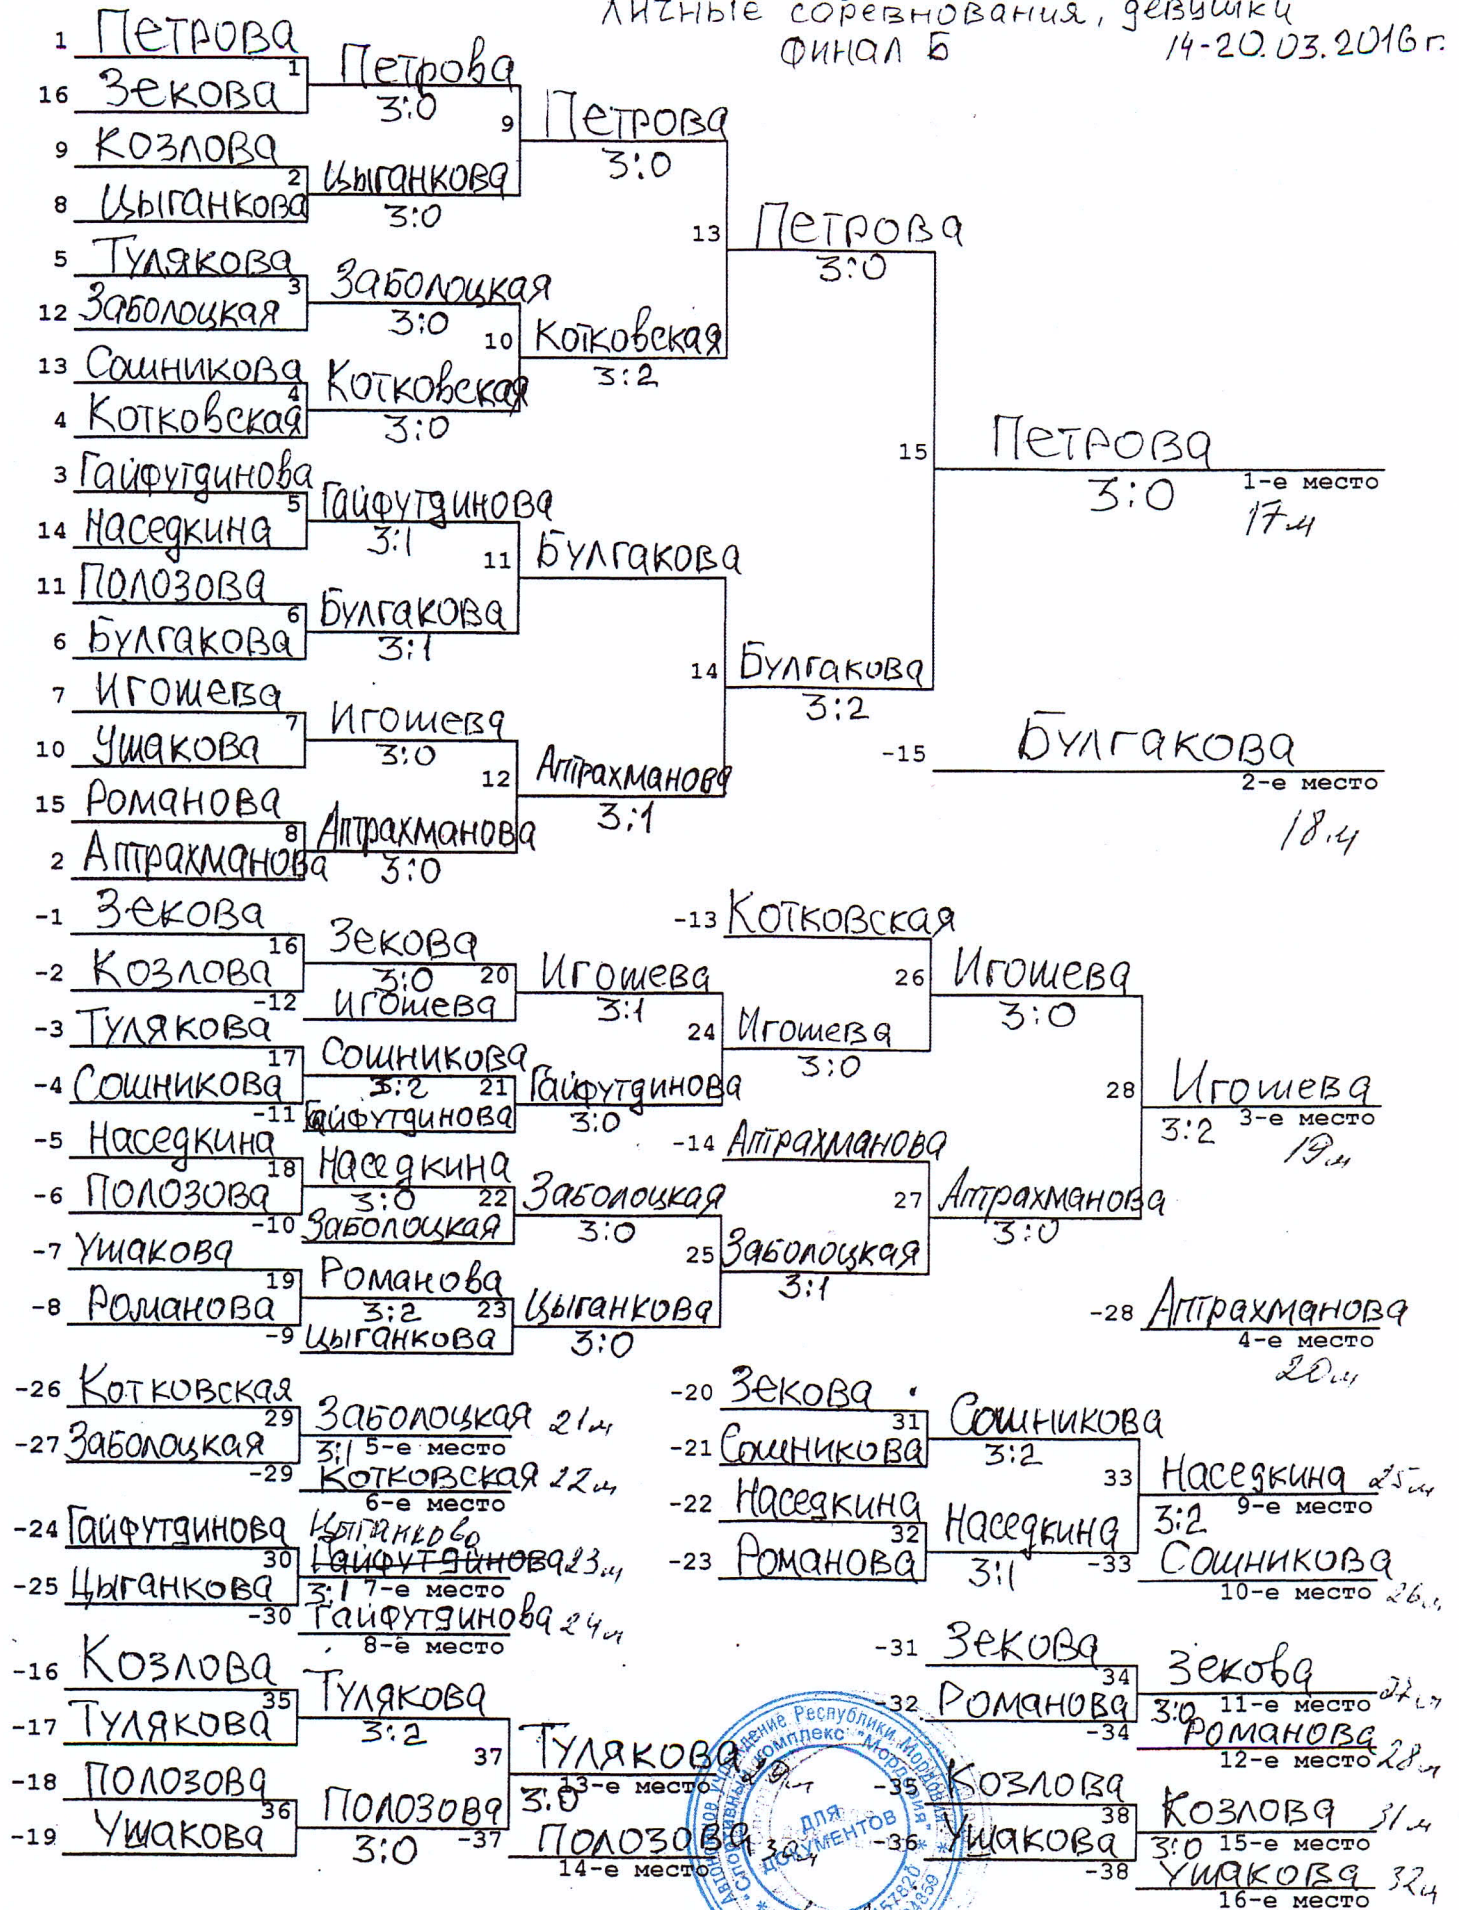 личные соревнования, девушки
финал Б 14-20.03.2016г.
1 Петрова
1 Петрова
16 Зекова
3:0
9 Петрова
9 Козлова
3:0
2 Цыганкова
8 Цыганкова
3:0
13 Петрова
5 Тулякова
3:0
3 Заболоцкая
12 Заболоцкая
3:0
10 Котковская
13 Сошникова
3:2
4 Котковская
4 Котковская
3:0
15 Петрова
3:0 1-е место
17м
3 Гайфутдинова
5 Гайфутдинова
14 Наседкина
3:1
11 Булгакова
11 Полозова
6 Булгакова
6 Булгакова
3:1
14 Булгакова
3:2
7 Игошева
7 Игошева
10 Ушакова
3:0
-15 Булгакова
2-е место
18м
12 Аптрахманова
15 Романова
3:1
8 Аптрахманова
2 Аптрахманова
3:0
-1 Зекова
-13 Котковская
16 Зекова
-2 Козлова
3:0
20 Игошева
26 Игошева
-12 Игошева
3:1
3:0
-3 Тулякова
24 Игошева
17 Сошникова
3:0
-4 Сошникова
3:2
21 Гайфутдинова
28 Игошева
-11 Гайфутдинова
3:0
3:2 3-е место
19м
-5 Наседкина
-14 Аптрахманова
18 Наседкина
-6 Полозова
3:0
22 Заболоцкая
27 Аптрахманова
-10 Заболоцкая
3:0
3:0
-7 Ушакова
25 Заболоцкая
19 Романова
3:1
-8 Романова
3:2
23 Цыганкова
-28 Аптрахманова
-9 Цыганкова
3:0
4-е место
20м
-26 Котковская
29 Заболоцкая 21м
-27 Заболоцкая
3:1 5-е место
-29 Котковская 22м
6-е место
-20 Зекова
31 Сошникова
-21 Сошникова
3:2
33 Наседкина 25м
-22 Наседкина
3:2 9-е место
32 Наседкина
-23 Романова
3:1
-33 Сошникова
10-е место 26м
-24 Гайфутдинова
Цыганкова
30 Гайфутдинова 23м
-25 Цыганкова
3:1 7-е место
-30 Гайфутдинова 24м
8-е место
-31 Зекова
34 Зекова
-32 Романова
3:0 11-е место 27м
-34 Романова
12-е место 28м
-16 Козлова
35 Тулякова
-17 Тулякова
3:2
37 Тулякова
3:0 13-е место 29м
-18 Полозова
36 Полозова
-19 Ушакова
3:0
-37 Полозова 30м
14-е место
-35 Козлова
38 Козлова 31м
-36 Ушакова
3:0 15-е место
-38 Ушакова 32м
16-е место
Автономное учреждение Республики Мордовия
"Спортивный комплекс "Мордовия"
ДЛЯ
ДОКУМЕНТОВ